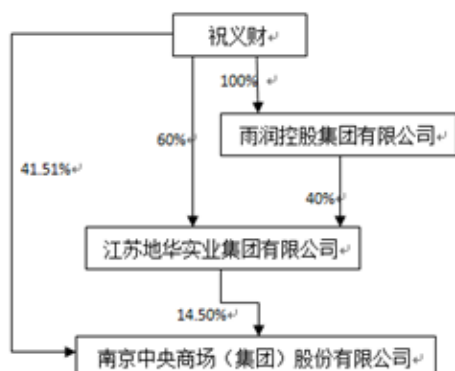 祝义财
100%
雨润控股集团有限公司
60%
41.51%
40%
江苏地华实业集团有限公司
14.50%
南京中央商场（集团）股份有限公司